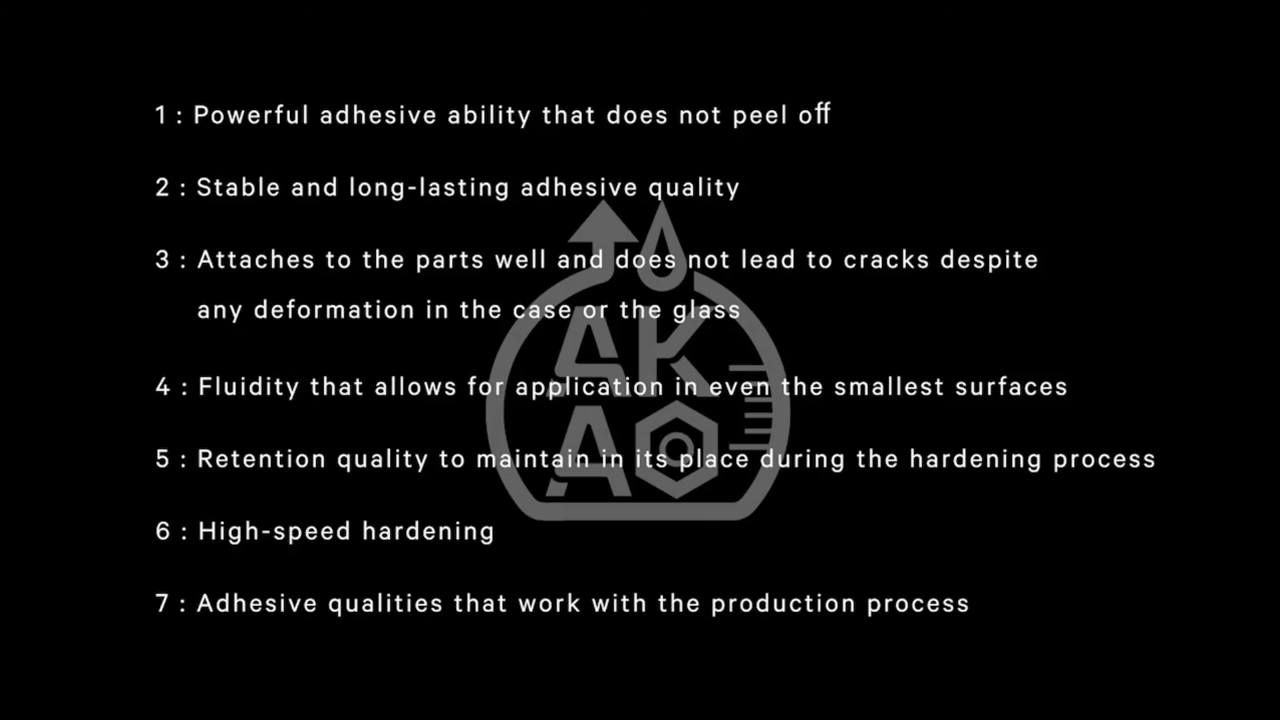 1 : Powerful adhesive ability that does not peel off
2 : Stable and long-lasting adhesive quality
3 : Attaches to the parts well and does not lead to cracks despite
any deformation in the case or the glass
AK
4 : Fluidity that allows for application in even the smallest surfaces
A
5 : Retention quality to maintain in its place during the hardening process
6 : High-speed hardening
7 : Adhesive qualities that work with the production process